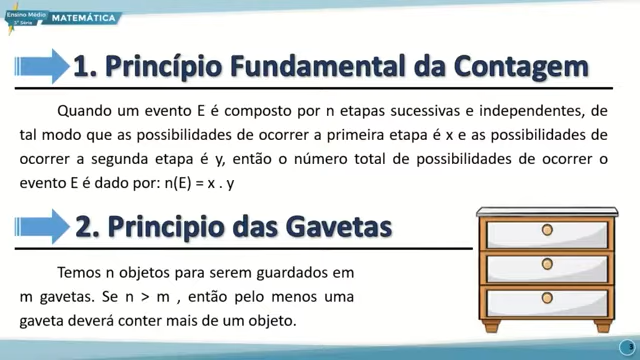 Ensino Médio
3ª Série
MATEMÁTICA
1. Princípio Fundamental da Contagem
Quando um evento E é composto por n etapas sucessivas e independentes, de
tal modo que as possibilidades de ocorrer a primeira etapa é x e as possibilidades de
ocorrer a segunda etapa é y, então o número total de possibilidades de ocorrer o
evento E é dado por: n(E) = x . y
2. Principio das Gavetas
Temos n objetos para serem guardados em
m gavetas. Se n > m , então pelo menos uma
gaveta deverá conter mais de um objeto.